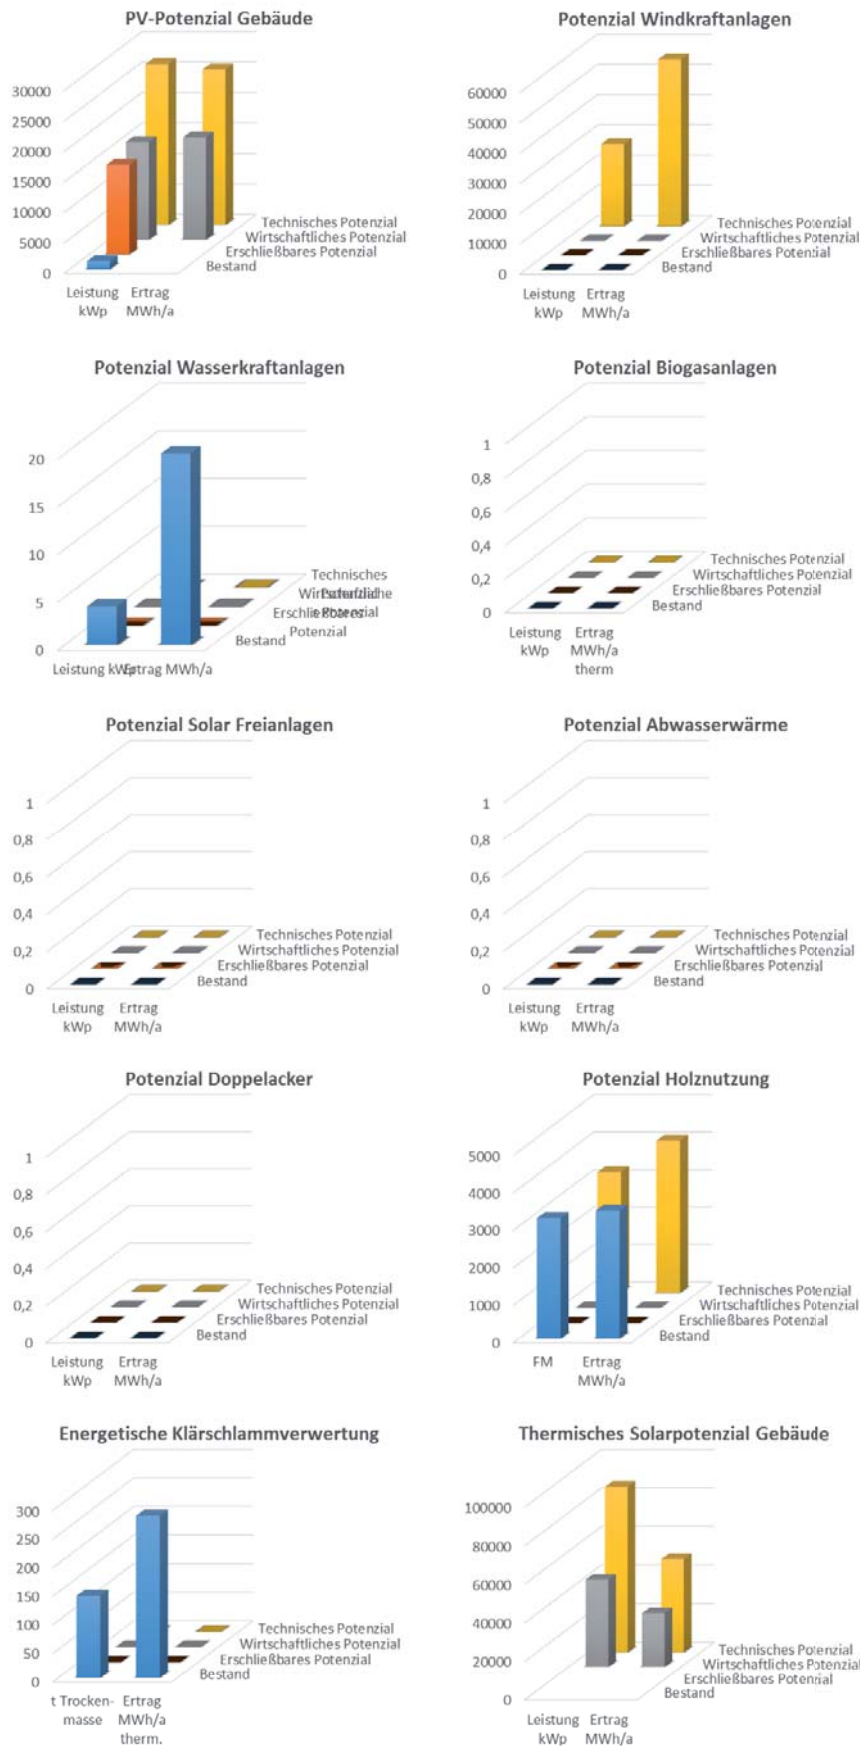 PV-Potenzial Gebäude
30000
25000
20000
15000
10000
5000
0
Technisches Potenzial
Wirtschaftliches Potenzial
Erschließbares Potenzial
Bestand
Leistung Ertrag
kWp MWh/a
Potenzial Windkraftanlagen
60000
50000
40000
30000
20000
10000
0
Technisches Potenzial
Wirtschaftliches Potenzial
Erschließbares Potenzial
Bestand
Leistung Ertrag
kWp MWh/a
Potenzial Wasserkraftanlagen
20
15
10
5
0
Technisches
Potenzial
Wirtschaftliche
s Potenzial
Erschließbares
Potenzial
Bestand
Leistung kWp Ertrag MWh/a
Potenzial Biogasanlagen
1
0,8
0,6
0,4
0,2
0
Technisches Potenzial
Wirtschaftliches Potenzial
Erschließbares Potenzial
Bestand
Leistung Ertrag
kWp MWh/a
therm
Potenzial Solar Freianlagen
1
0,8
0,6
0,4
0,2
0
Technisches Potenzial
Wirtschaftliches Potenzial
Erschließbares Potenzial
Bestand
Leistung Ertrag
kWp MWh/a
Potenzial Abwasserwärme
1
0,8
0,6
0,4
0,2
0
Technisches Potenzial
Wirtschaftliches Potenzial
Erschließbares Potenzial
Bestand
Leistung Ertrag
kWp MWh/a
Potenzial Doppelacker
1
0,8
0,6
0,4
0,2
0
Technisches Potenzial
Wirtschaftliches Potenzial
Erschließbares Potenzial
Bestand
Leistung Ertrag
kWp MWh/a
Potenzial Holznutzung
5000
4000
3000
2000
1000
0
Technisches Potenzial
Wirtschaftliches Potenzial
Erschließbares Potenzial
Bestand
FM Ertrag
MWh/a
Energetische Klärschlammverwertung
300
250
200
150
100
50
0
Technisches Potenzial
Wirtschaftliches Potenzial
Erschließbares Potenzial
Bestand
t Trocken- Ertrag
masse MWh/a
therm.
Thermisches Solarpotenzial Gebäude
100000
80000
60000
40000
20000
0
Technisches Potenzial
Wirtschaftliches Potenzial
Erschließbares Potenzial
Bestand
Leistung Ertrag
kWp MWh/a